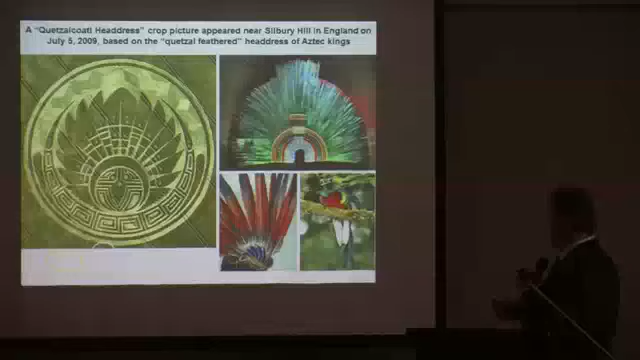 A "Quetzalcoatl Headdress" crop picture appeared near Silbury Hill in England on
July 5, 2009, based on the "quetzal feathered" headdress of Aztec kings